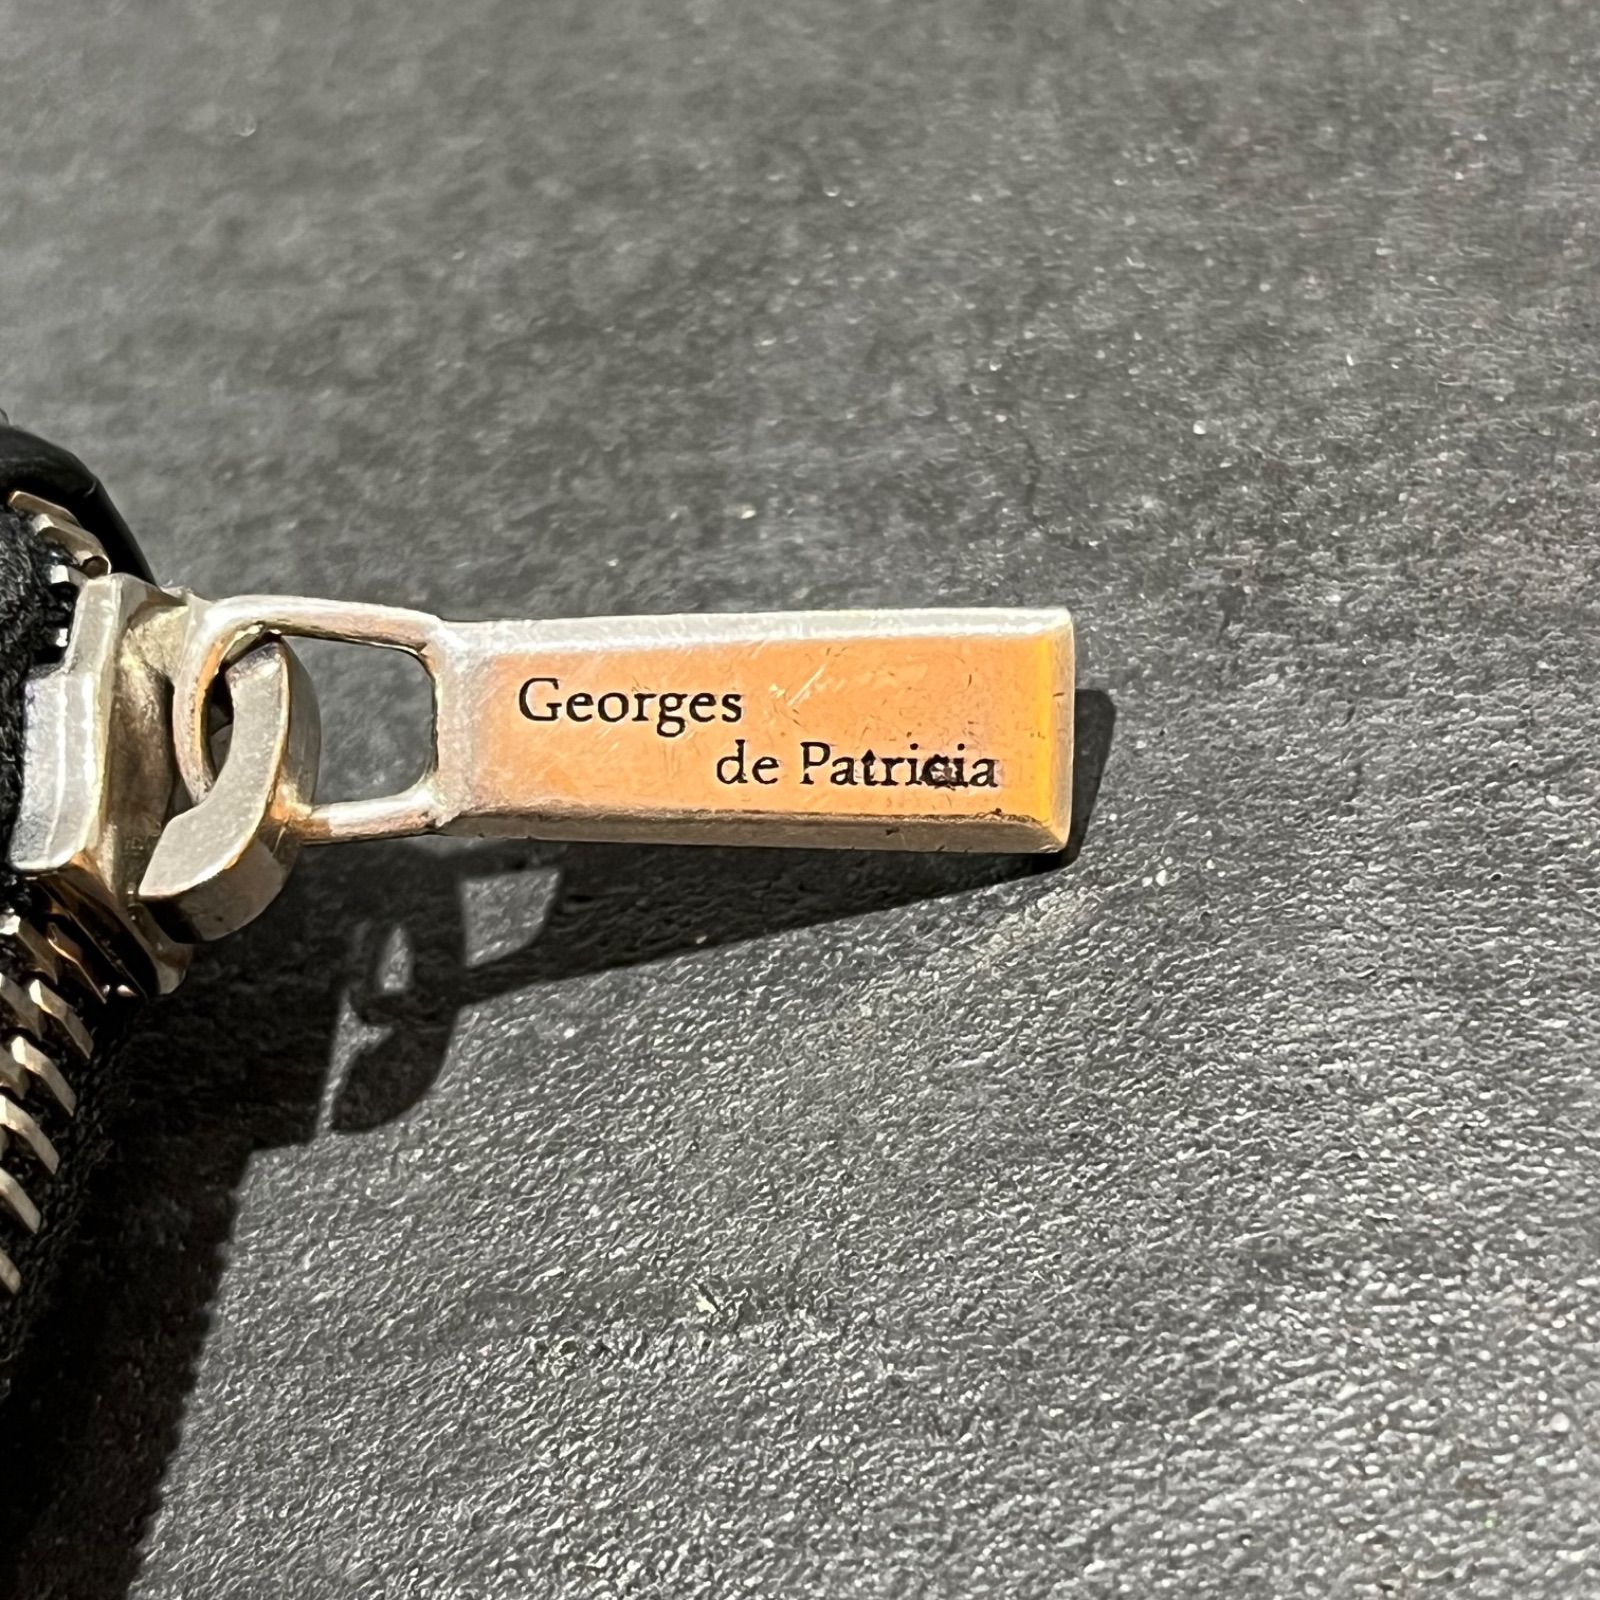 Georges
de Patricia